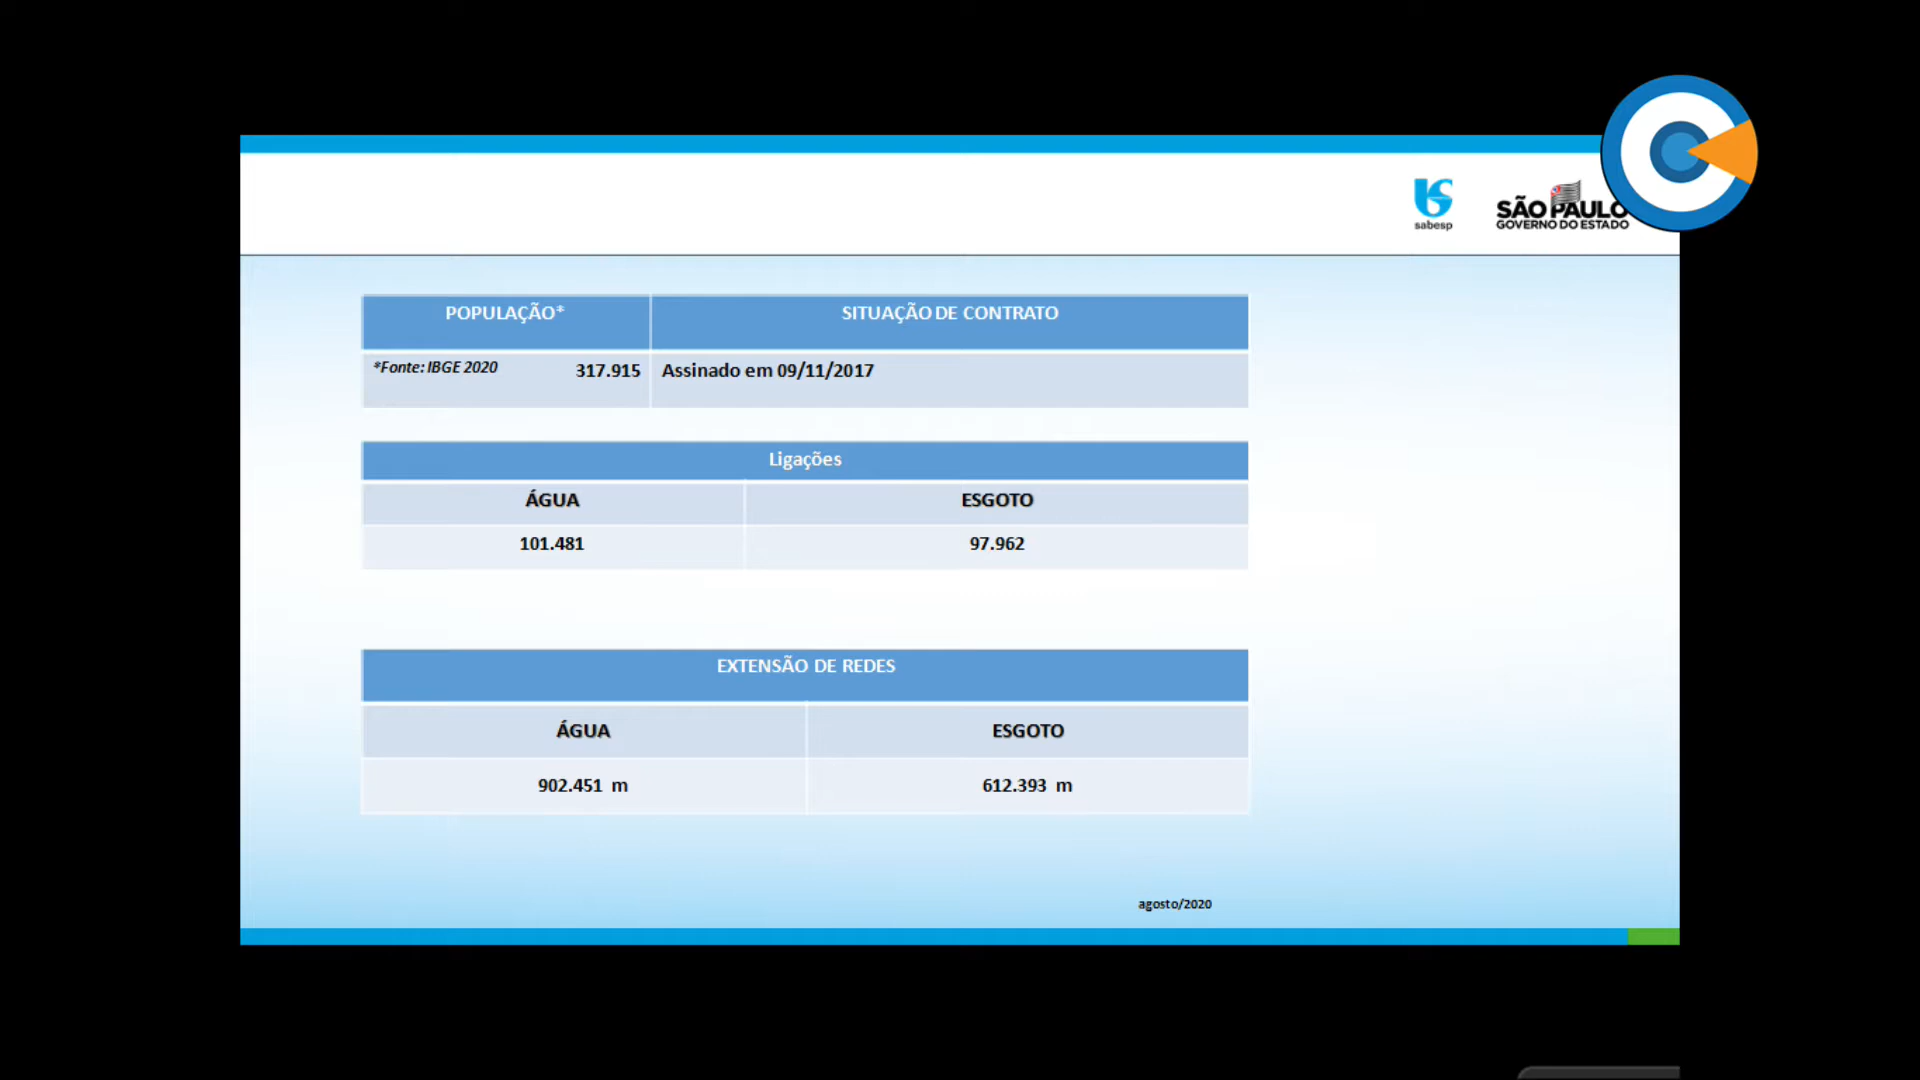 sabesp
SÃO PAULO
GOVERNO DO ESTADO
POPULAÇÃO* SITUAÇÃO DE CONTRATO
*Fonte: IBGE 2020 317.915 Assinado em 09/11/2017
Ligações
ÁGUA ESGOTO
101.481 97.962
EXTENSÃO DE REDES
ÁGUA ESGOTO
902.451 m 612.393 m
agosto/2020